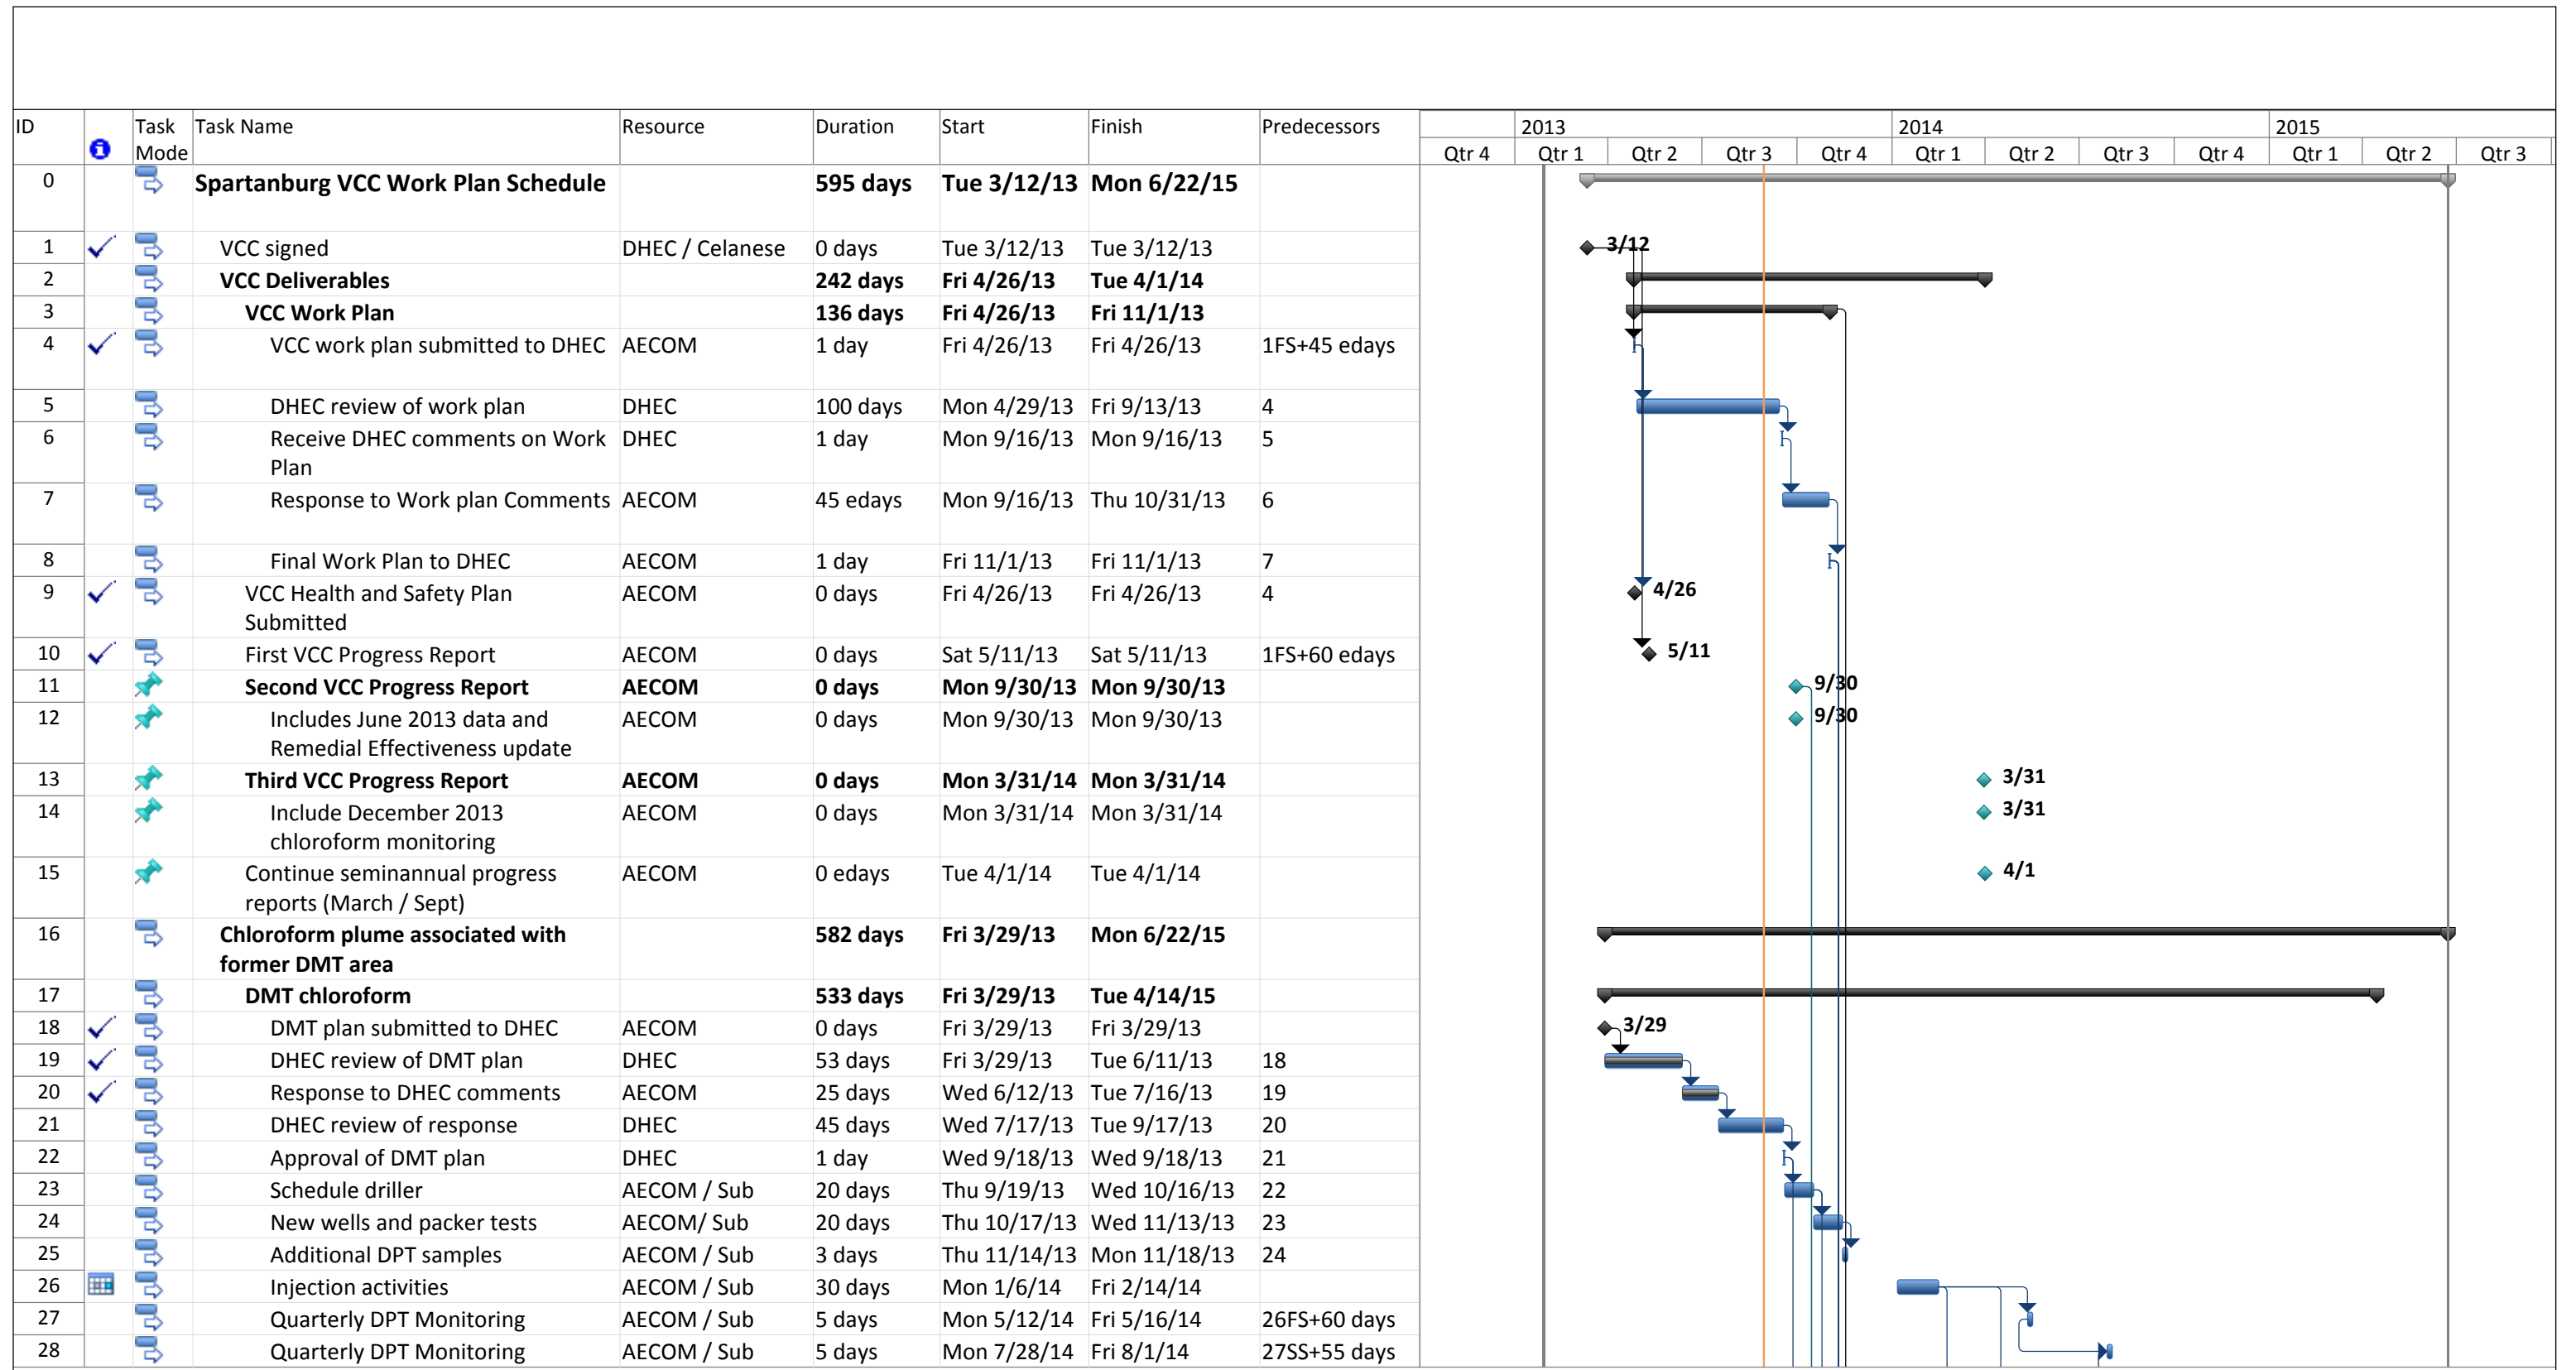 ID Task Mode Task Name Resource Duration Start Finish Predecessors
2013 2014 2015
Qtr 4 Qtr 1 Qtr 2 Qtr 3 Qtr 4 Qtr 1 Qtr 2 Qtr 3 Qtr 4 Qtr 1 Qtr 2 Qtr 3
0 Spartanburg VCC Work Plan Schedule 595 days Tue 3/12/13 Mon 6/22/15
1 VCC signed DHEC / Celanese 0 days Tue 3/12/13 Tue 3/12/13 3/12
2 VCC Deliverables 242 days Fri 4/26/13 Tue 4/1/14
3 VCC Work Plan 136 days Fri 4/26/13 Fri 11/1/13
4 VCC work plan submitted to DHEC AECOM 1 day Fri 4/26/13 Fri 4/26/13 1FS+45 edays
5 DHEC review of work plan DHEC 100 days Mon 4/29/13 Fri 9/13/13 4
6 Receive DHEC comments on Work DHEC 1 day Mon 9/16/13 Mon 9/16/13 5
Plan
7 Response to Work plan Comments AECOM 45 edays Mon 9/16/13 Thu 10/31/13 6
8 Final Work Plan to DHEC AECOM 1 day Fri 11/1/13 Fri 11/1/13 7
9 VCC Health and Safety Plan AECOM 0 days Fri 4/26/13 Fri 4/26/13 4 4/26
Submitted
10 First VCC Progress Report AECOM 0 days Sat 5/11/13 Sat 5/11/13 1FS+60 edays 5/11
11 Second VCC Progress Report AECOM 0 days Mon 9/30/13 Mon 9/30/13 9/30
12 Includes June 2013 data and AECOM 0 days Mon 9/30/13 Mon 9/30/13 9/30
Remedial Effectiveness update
13 Third VCC Progress Report AECOM 0 days Mon 3/31/14 Mon 3/31/14 3/31
14 Include December 2013 AECOM 0 days Mon 3/31/14 Mon 3/31/14 3/31
chloroform monitoring
15 Continue seminannual progress AECOM 0 edays Tue 4/1/14 Tue 4/1/14 4/1
reports (March / Sept)
16 Chloroform plume associated with 582 days Fri 3/29/13 Mon 6/22/15
former DMT area
17 DMT chloroform 533 days Fri 3/29/13 Tue 4/14/15
18 DMT plan submitted to DHEC AECOM 0 days Fri 3/29/13 Fri 3/29/13 3/29
19 DHEC review of DMT plan DHEC 53 days Fri 3/29/13 Tue 6/11/13 18
20 Response to DHEC comments AECOM 25 days Wed 6/12/13 Tue 7/16/13 19
21 DHEC review of response DHEC 45 days Wed 7/17/13 Tue 9/17/13 20
22 Approval of DMT plan DHEC 1 day Wed 9/18/13 Wed 9/18/13 21
23 Schedule driller AECOM / Sub 20 days Thu 9/19/13 Wed 10/16/13 22
24 New wells and packer tests AECOM/ Sub 20 days Thu 10/17/13 Wed 11/13/13 23
25 Additional DPT samples AECOM / Sub 3 days Thu 11/14/13 Mon 11/18/13 24
26 Injection activities AECOM / Sub 30 days Mon 1/6/14 Fri 2/14/14
27 Quarterly DPT Monitoring AECOM / Sub 5 days Mon 5/12/14 Fri 5/16/14 26FS+60 days
28 Quarterly DPT Monitoring AECOM / Sub 5 days Mon 7/28/14 Fri 8/1/14 27SS+55 days